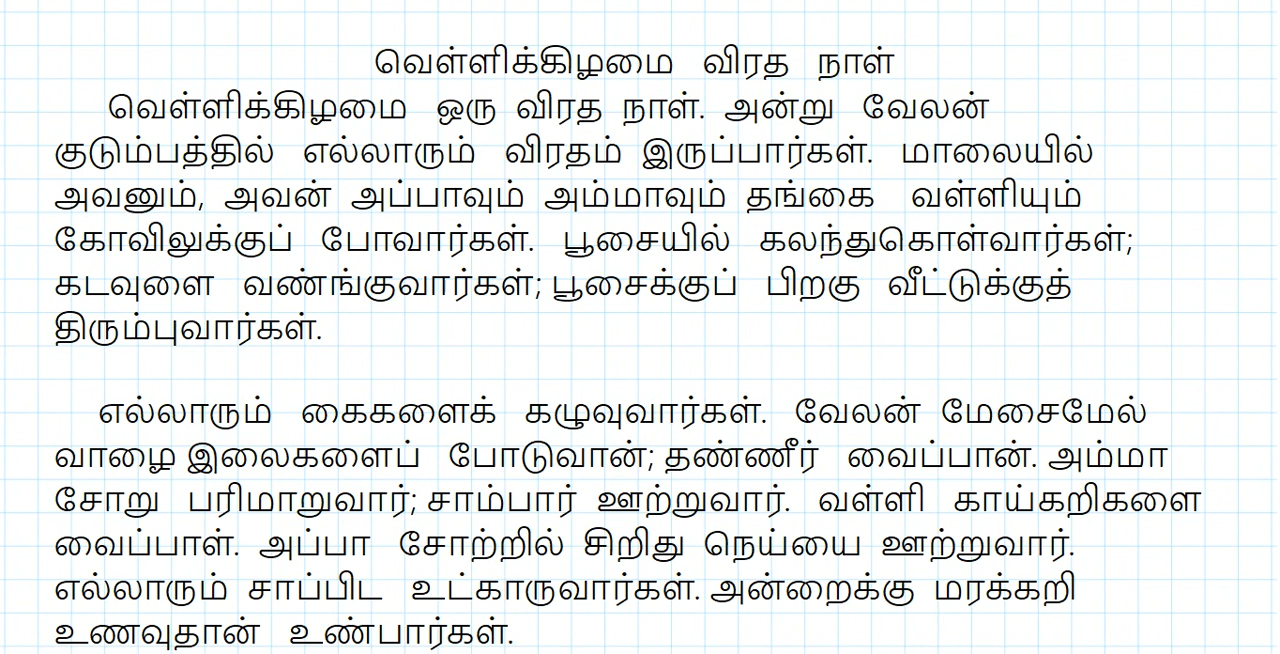 வெள்ளிக்கிழமை விரத நாள்
வெள்ளிக்கிழமை ஒரு விரத நாள். அன்று வேலன்
குடும்பத்தில் எல்லாரும் விரதம் இருப்பார்கள். மாலையில்
அவனும், அவன் அப்பாவும் அம்மாவும் தங்கை வள்ளியும்
கோவிலுக்குப் போவார்கள். பூசையில் கலந்துகொள்வார்கள்;
கடவுளை வண்ங்குவார்கள்; பூசைக்குப் பிறகு வீட்டுக்குத்
திரும்புவார்கள்.
எல்லாரும் கைகளைக் கழுவுவார்கள். வேலன் மேசைமேல்
வாழை இலைகளைப் போடுவான்; தண்ணீர் வைப்பான். அம்மா
சோறு பரிமாறுவார்; சாம்பார் ஊற்றுவார். வள்ளி காய்கறிகளை
வைப்பாள். அப்பா சோற்றில் சிறிது நெய்யை ஊற்றுவார்.
எல்லாரும் சாப்பிட உட்காருவார்கள். அன்றைக்கு மரக்கறி
உணவுதான் உண்பார்கள்.